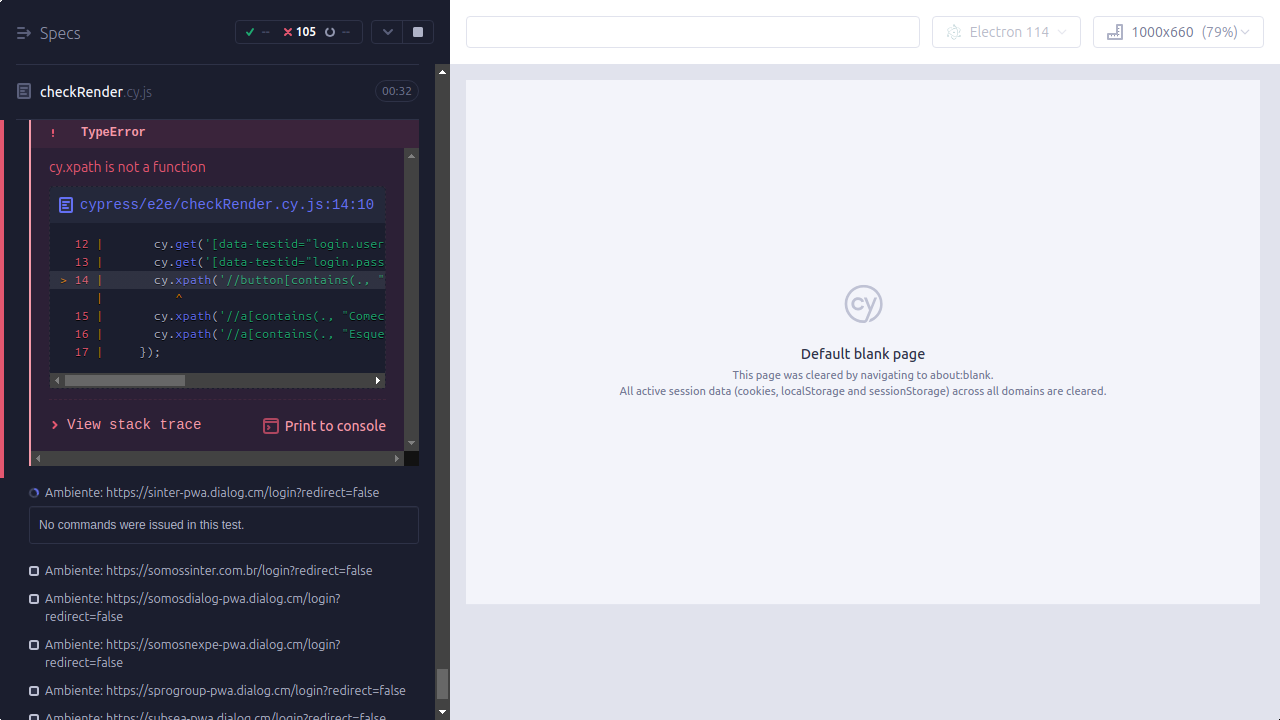 Specs
-- 105 --
Electron 114
1000x660 (79%)
checkRender.cy.js
00:32
! TypeError
cy.xpath is not a function
cypress/e2e/checkRender.cy.js:14:10
12 | cy.get('[data-testid="login.user
13 | cy.get('[data-testid="login.pass
> 14 | cy.xpath('//button[contains(., "
| ^
15 | cy.xpath('//a[contains(., "Comec
16 | cy.xpath('//a[contains(., "Esque
17 | });
View stack trace
Print to console
Ambiente: https://sinter-pwa.dialog.cm/login?redirect=false
No commands were issued in this test.
Ambiente: https://somossinter.com.br/login?redirect=false
Ambiente: https://somosdialog-pwa.dialog.cm/login?
redirect=false
Ambiente: https://somosnexpe-pwa.dialog.cm/login?
redirect=false
Ambiente: https://sprogroup-pwa.dialog.cm/login?redirect=false
Ambiente: https://subsea-pwa.dialog.cm/login?redirect=false
cy
Default blank page
This page was cleared by navigating to about:blank.
All active session data (cookies, localStorage and sessionStorage) across all domains are cleared.